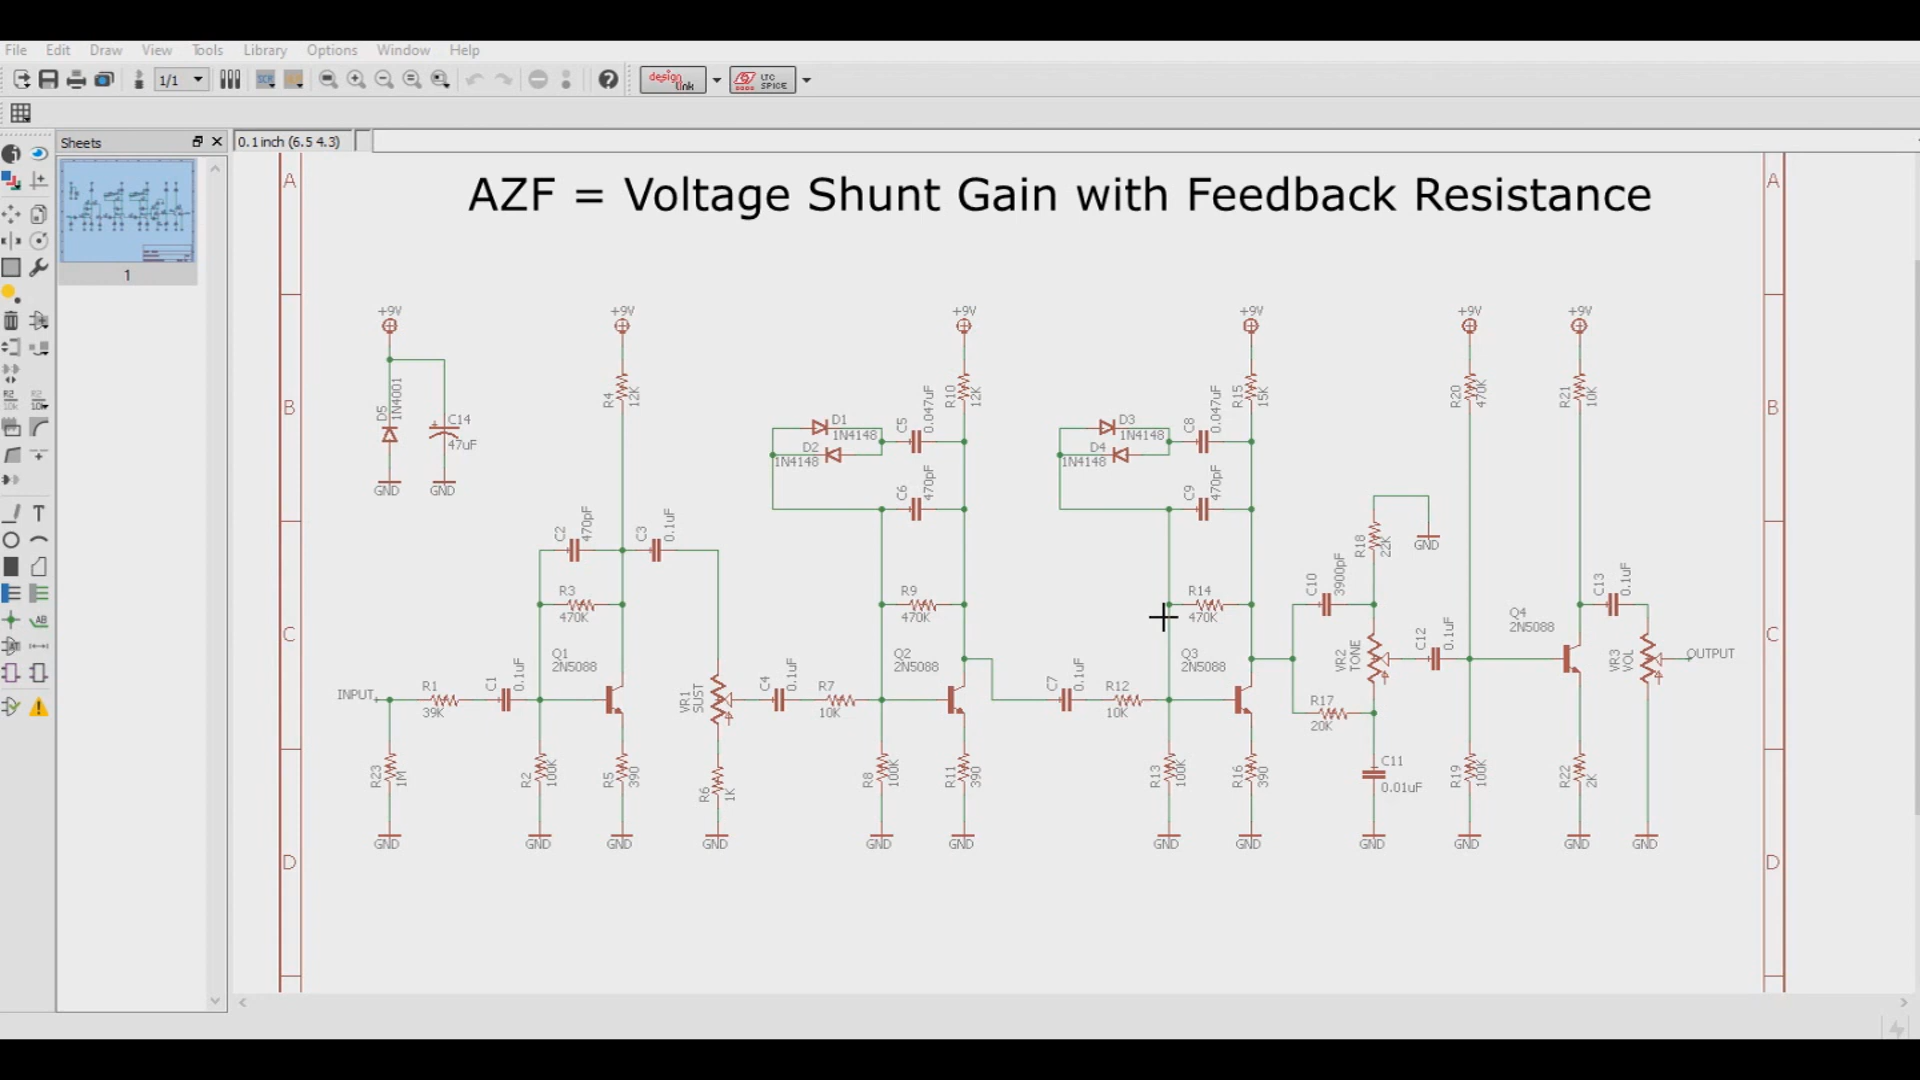 File Edit Draw View Tools Library Options Window Help
1/1
SCR
design link
LTC SPICE
Sheets
0.1 inch (6.5 4.3)
1
AZF = Voltage Shunt Gain with Feedback Resistance
A A
B B
C C
D D
+9V +9V +9V +9V +9V +9V
D5 1N4001
C14 47uF
GND GND
R4 12K
C2 470pF
C3 0.1uF
R3 470K
Q1 2N5088
INPUT
R1 39K
C1 0.1uF
R23 1M
R2 100K
R5 390
VR1 SUST
R6 1K
GND GND GND GND
D1 1N4148
D2 1N4148
C5 0.047uF
R10 12K
C6 470pF
R9 470K
Q2 2N5088
C4 0.1uF
R7 10K
R8 100K
R11 390
GND GND
D3 1N4148
D4 1N4148
C8 0.047uF
R15 15K
C9 470pF
R14 470K
Q3 2N5088
C7 0.1uF
R12 10K
R13 100K
R16 390
GND GND
R18 22K
GND
C10 3900pF
VR2 TONE
R17 20K
C11 0.01uF
GND
C12 0.1uF
R20 470K
R19 100K
GND
R21 10K
Q4 2N5088
C13 0.1uF
VR3 VOL
OUTPUT
R22 2K
GND GND